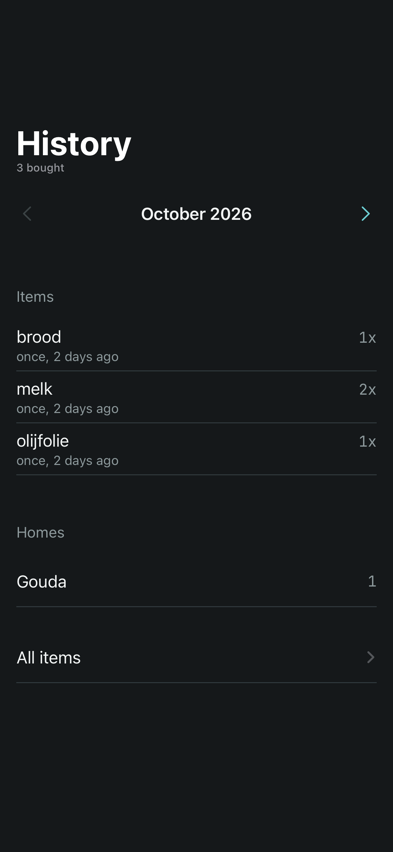 History
3 bought
October 2026
Items
brood 1x
once, 2 days ago
melk 2x
once, 2 days ago
olijfolie 1x
once, 2 days ago
Homes
Gouda 1
All items